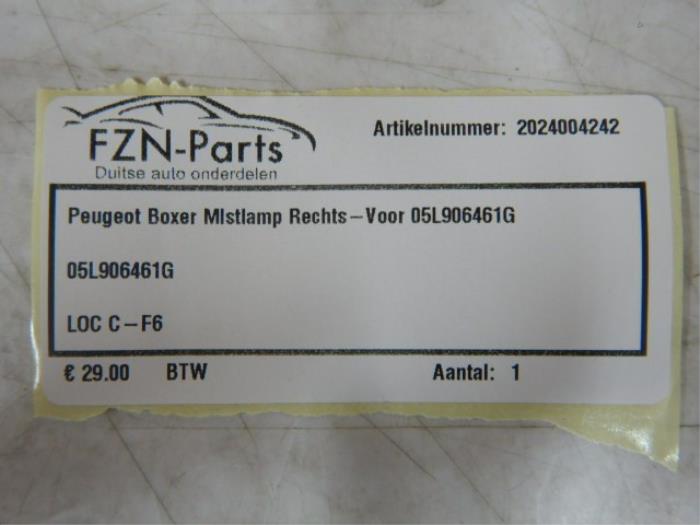 FZN-Parts
Duitse auto onderdelen
Artikelnummer: 2024004242
Peugeot Boxer MIstlamp Rechts-Voor 05L906461G
05L906461G
LOC C-F6
€ 29.00 BTW Aantal: 1